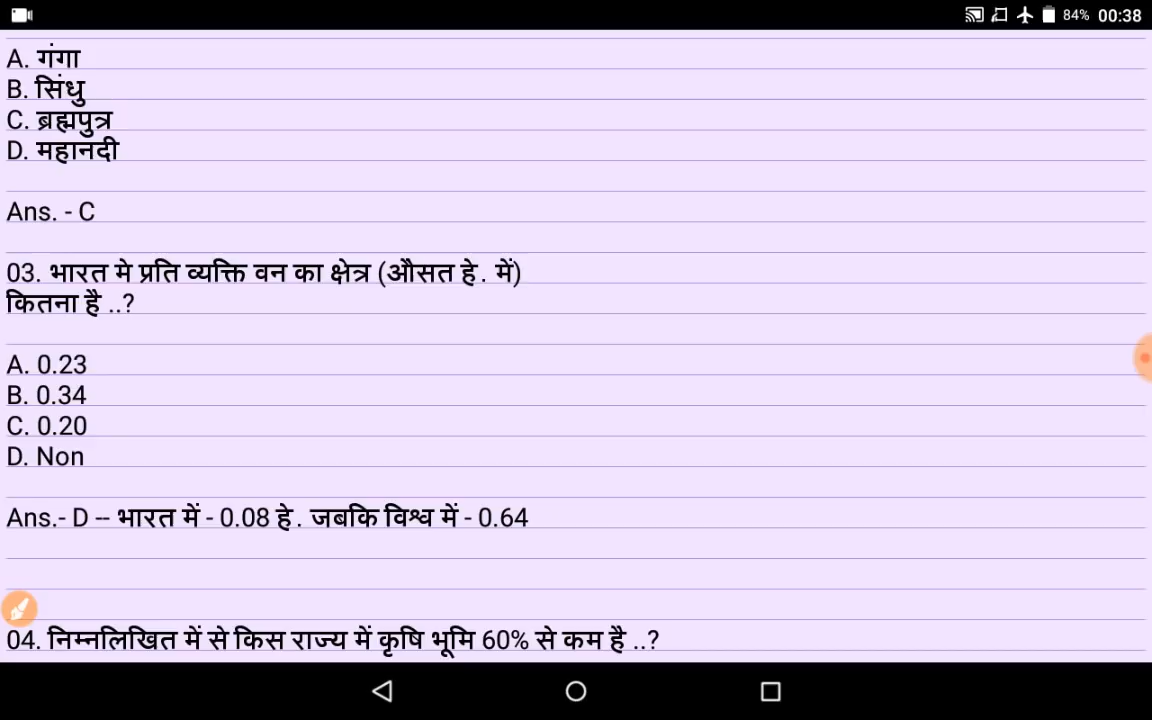 84% 00:38
A. गंगा
B. सिंधु
C. ब्रह्मपुत्र
D. महानदी
Ans. - C
03. भारत मे प्रति व्यक्ति वन का क्षेत्र (औसत हे . में)
कितना है ..?
A. 0.23
B. 0.34
C. 0.20
D. Non
Ans.- D -- भारत में - 0.08 हे . जबकि विश्व में - 0.64
04. निम्नलिखित में से किस राज्य में कृषि भूमि 60% से कम है ..?